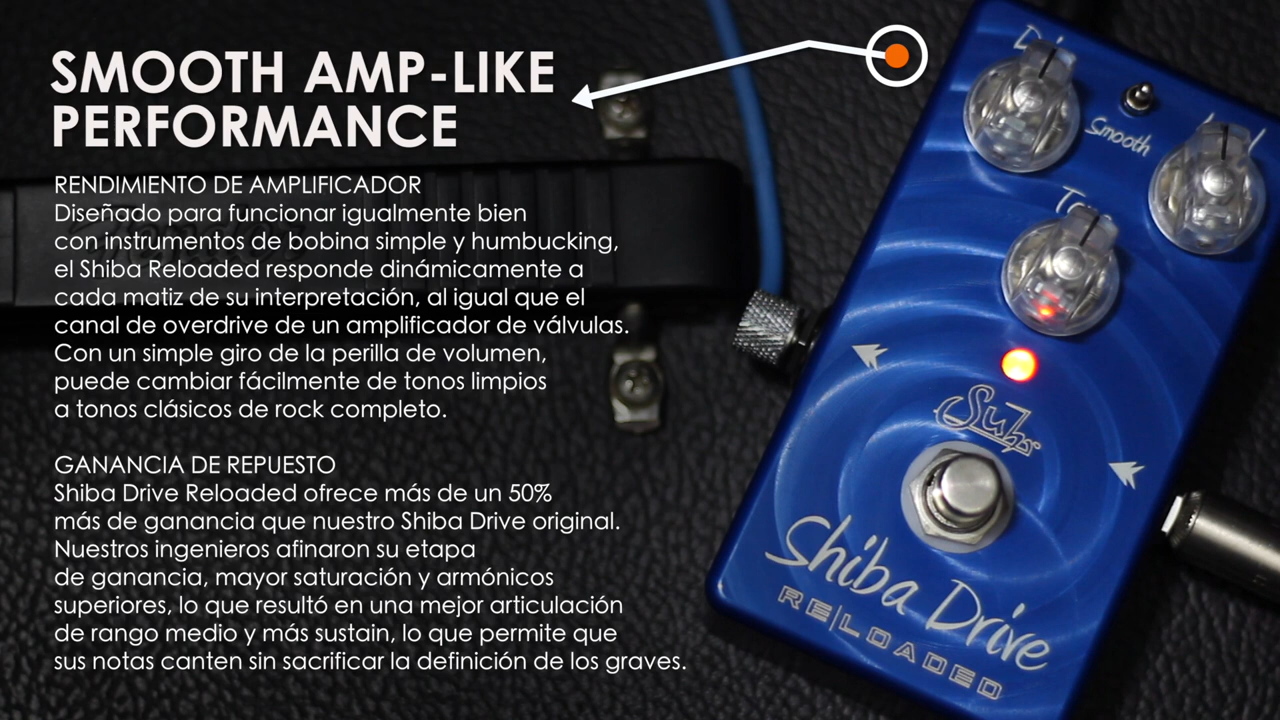 SMOOTH AMP-LIKE
PERFORMANCE
RENDIMIENTO DE AMPLIFICADOR
Diseñado para funcionar igualmente bien
con instrumentos de bobina simple y humbucking,
el Shiba Reloaded responde dinámicamente a
cada matiz de su interpretación, al igual que el
canal de overdrive de un amplificador de válvulas.
Con un simple giro de la perilla de volumen,
puede cambiar fácilmente de tonos limpios
a tonos clásicos de rock completo.
GANANCIA DE REPUESTO
Shiba Drive Reloaded ofrece más de un 50%
más de ganancia que nuestro Shiba Drive original.
Nuestros ingenieros afinaron su etapa
de ganancia, mayor saturación y armónicos
superiores, lo que resultó en una mejor articulación
de rango medio y más sustain, lo que permite que
sus notas canten sin sacrificar la definición de los graves.
Smooth
Suhr
Shiba Drive
RE|LOADED